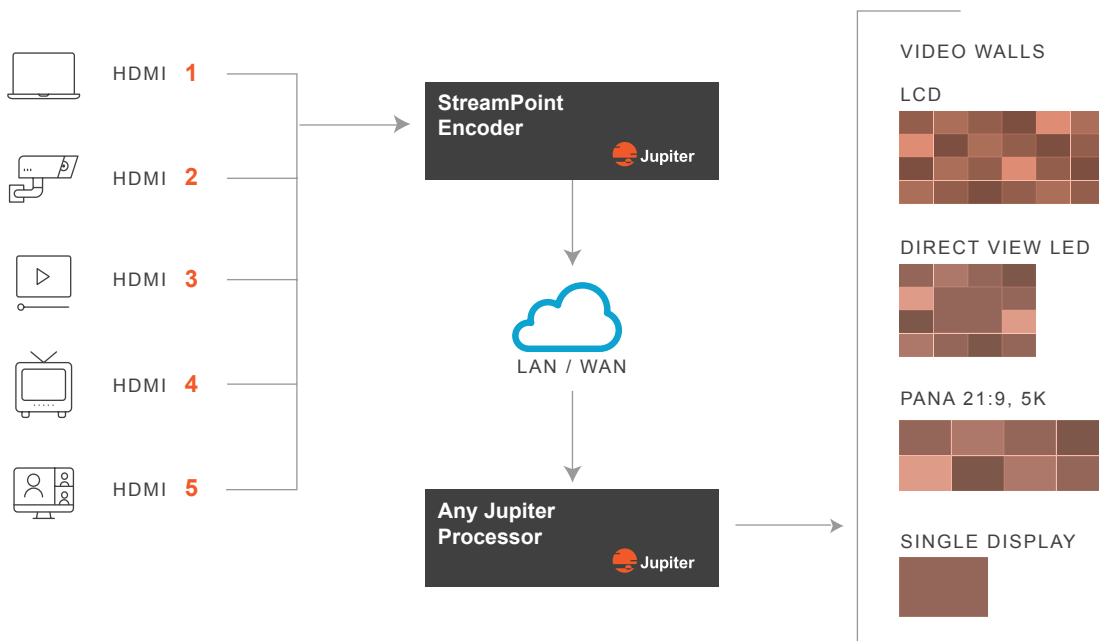 HDMI 1
HDMI 2
HDMI 3
HDMI 4
HDMI 5
StreamPoint
Encoder
Jupiter
LAN / WAN
Any Jupiter
Processor
Jupiter
VIDEO WALLS
LCD
DIRECT VIEW LED
PANA 21:9, 5K
SINGLE DISPLAY